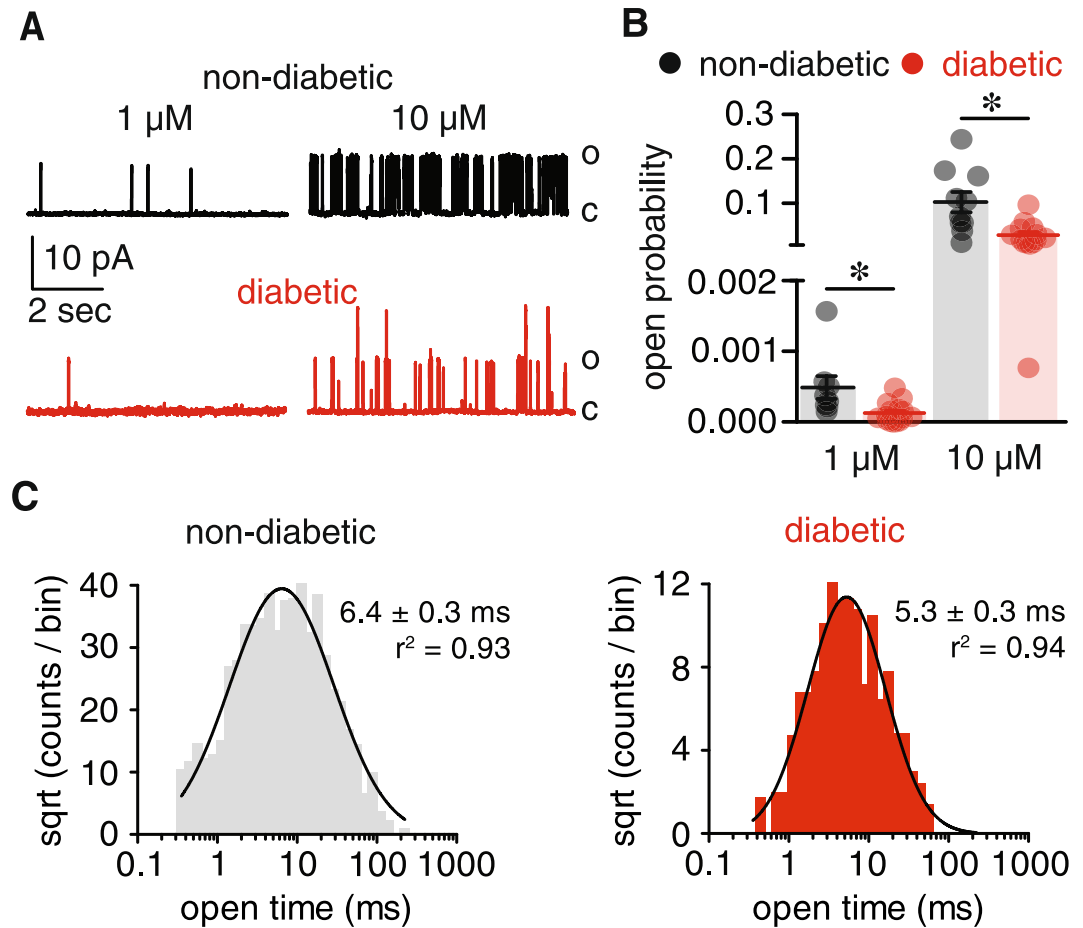 A
non-diabetic
1 µM
10 µM
o
c
10 pA
2 sec
diabetic
o
c
B
non-diabetic
diabetic
open probability
0.3
0.2
0.1
0.002
0.001
0.000
*
*
1 µM
10 µM
C
non-diabetic
sqrt (counts / bin)
40
30
20
10
0
6.4 ± 0.3 ms
r² = 0.93
0.1
1
10
100
1000
open time (ms)
diabetic
sqrt (counts / bin)
12
8
4
0
5.3 ± 0.3 ms
r² = 0.94
0.1
1
10
100
1000
open time (ms)